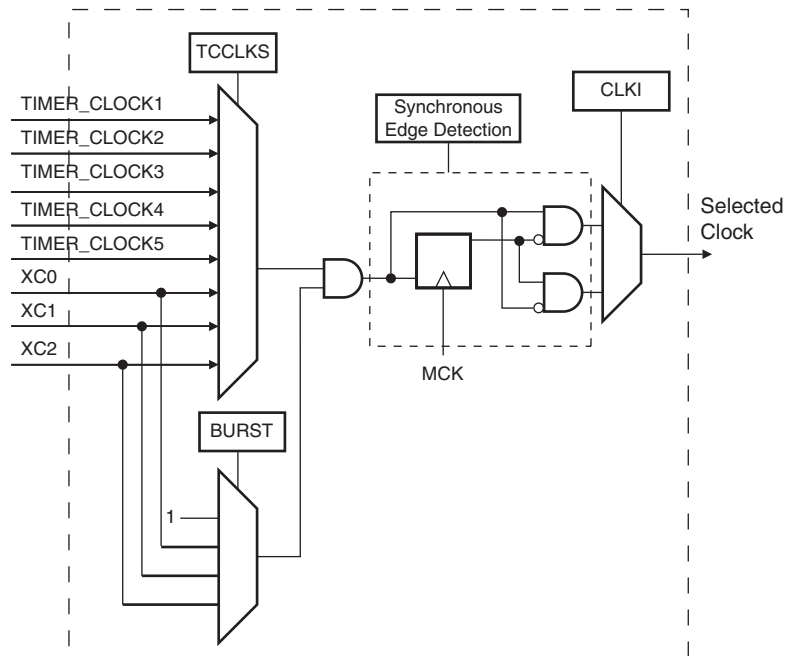 TCCLKS
TIMER_CLOCK1
TIMER_CLOCK2
TIMER_CLOCK3
TIMER_CLOCK4
TIMER_CLOCK5
XC0
XC1
XC2
Synchronous
Edge Detection
CLKI
Selected
Clock
MCK
BURST
1